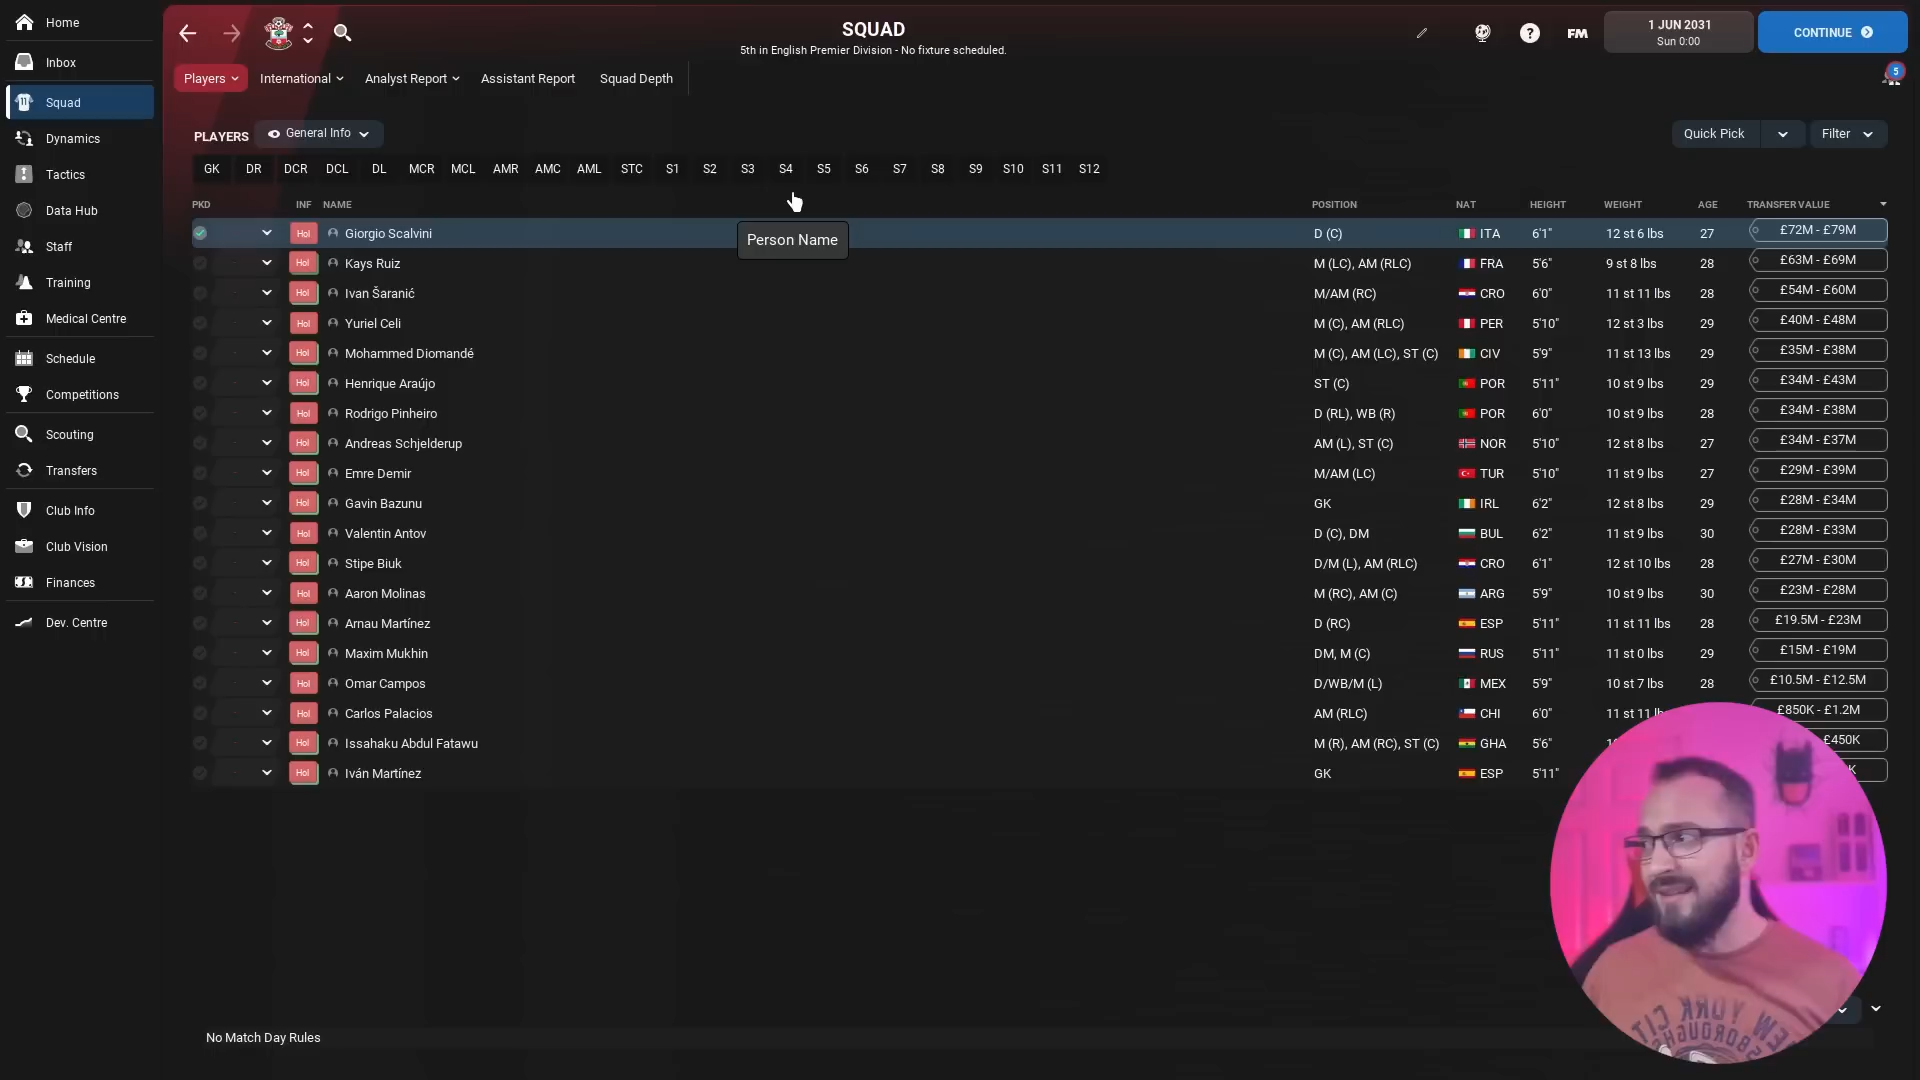 Home
Inbox
Squad
Dynamics
Tactics
Data Hub
Staff
Training
Medical Centre
Schedule
Competitions
Scouting
Transfers
Club Info
Club Vision
Finances
Dev. Centre
SQUAD
5th in English Premier Division - No fixture scheduled.
FM
1 JUN 2031
Sun 0:00
CONTINUE
Players International Analyst Report Assistant Report Squad Depth
5
PLAYERS General Info Quick Pick Filter
GK DR DCR DCL DL MCR MCL AMR AMC AML STC S1 S2 S3 S4 S5 S6 S7 S8 S9 S10 S11 S12
PKD INF NAME POSITION NAT HEIGHT WEIGHT AGE TRANSFER VALUE
Hol Giorgio Scalvini D (C) ITA 6'1" 12 st 6 lbs 27 £72M - £79M
Person Name
Hol Kays Ruiz M (LC), AM (RLC) FRA 5'6" 9 st 8 lbs 28 £63M - £69M
Hol Ivan Šaranić M/AM (RC) CRO 6'0" 11 st 11 lbs 28 £54M - £60M
Hol Yuriel Celi M (C), AM (RLC) PER 5'10" 12 st 3 lbs 29 £40M - £48M
Hol Mohammed Diomandé M (C), AM (LC), ST (C) CIV 5'9" 11 st 13 lbs 29 £35M - £38M
Hol Henrique Araújo ST (C) POR 5'11" 10 st 9 lbs 29 £34M - £43M
Hol Rodrigo Pinheiro D (RL), WB (R) POR 6'0" 10 st 9 lbs 28 £34M - £38M
Hol Andreas Schjelderup AM (L), ST (C) NOR 5'10" 12 st 8 lbs 27 £34M - £37M
Hol Emre Demir M/AM (LC) TUR 5'10" 11 st 9 lbs 27 £29M - £39M
Hol Gavin Bazunu GK IRL 6'2" 12 st 8 lbs 29 £28M - £34M
Hol Valentin Antov D (C), DM BUL 6'2" 11 st 9 lbs 30 £28M - £33M
Hol Stipe Biuk D/M (L), AM (RLC) CRO 6'1" 12 st 10 lbs 28 £27M - £30M
Hol Aaron Molinas M (RC), AM (C) ARG 5'9" 10 st 9 lbs 30 £23M - £28M
Hol Arnau Martínez D (RC) ESP 5'11" 11 st 11 lbs 28 £19.5M - £23M
Hol Maxim Mukhin DM, M (C) RUS 5'11" 11 st 0 lbs 29 £15M - £19M
Hol Omar Campos D/WB/M (L) MEX 5'9" 10 st 7 lbs 28 £10.5M - £12.5M
Hol Carlos Palacios AM (RLC) CHI 6'0" 11 st 11 £850K - £1.2M
Hol Issahaku Abdul Fatawu M (R), AM (RC), ST (C) GHA 5'6" £450K
Hol Iván Martínez GK ESP 5'11" K
No Match Day Rules